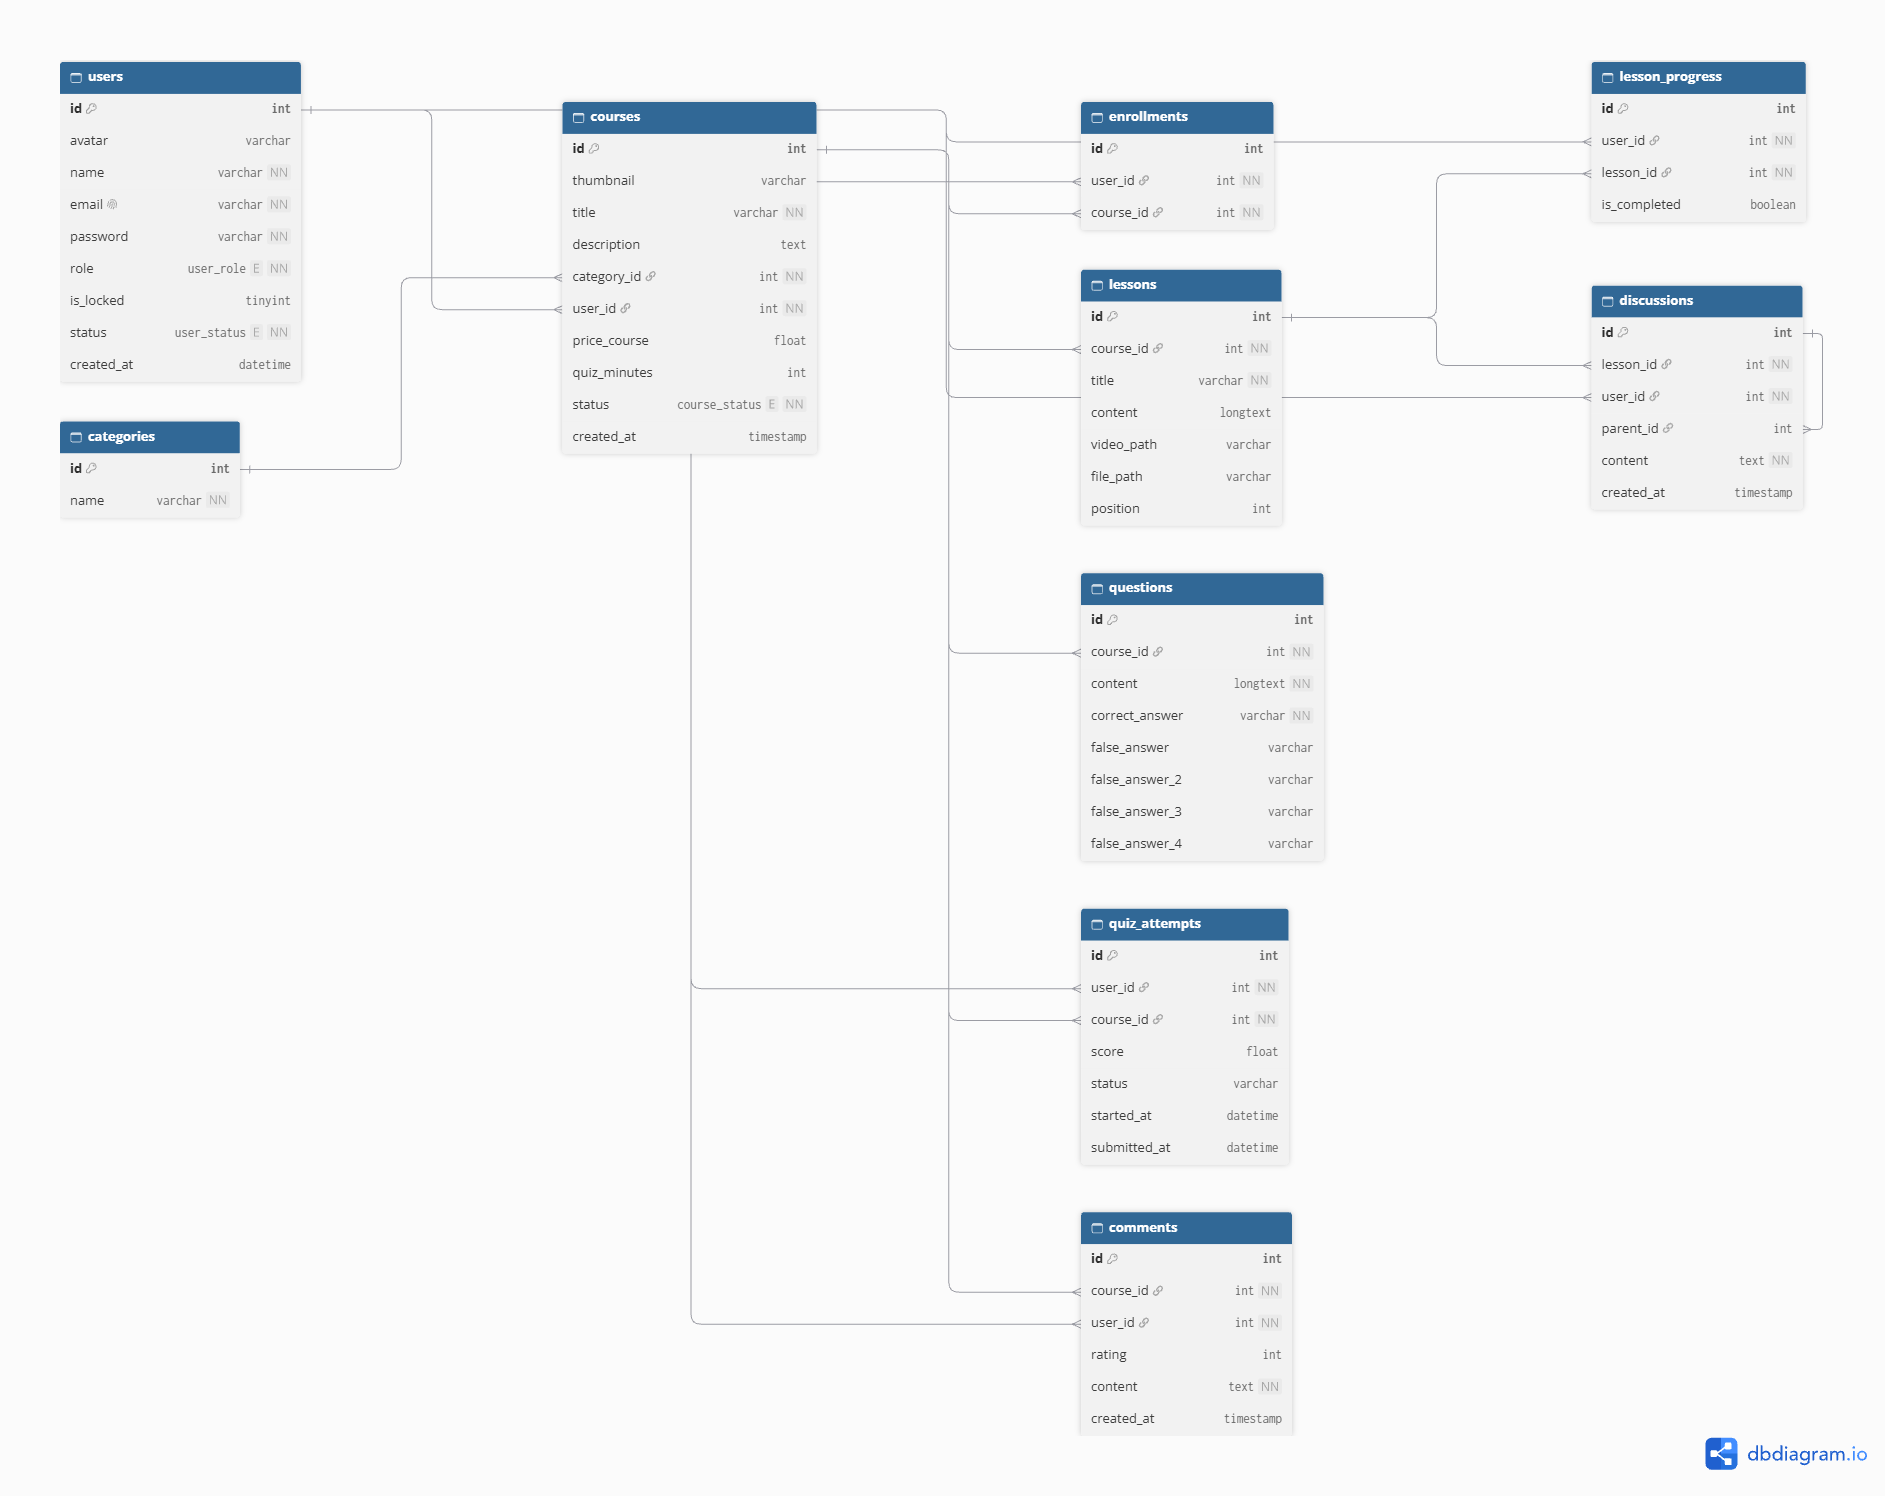 users
id int
avatar varchar
name varchar NN
email varchar NN
password varchar NN
role user_role E NN
is_locked tinyint
status user_status E NN
created_at datetime
categories
id int
name varchar NN
courses
id int
thumbnail varchar
title varchar NN
description text
category_id int NN
user_id int NN
price_course float
quiz_minutes int
status course_status E NN
created_at timestamp
enrollments
id int
user_id int NN
course_id int NN
lessons
id int
course_id int NN
title varchar NN
content longtext
video_path varchar
file_path varchar
position int
questions
id int
course_id int NN
content longtext NN
correct_answer varchar NN
false_answer varchar
false_answer_2 varchar
false_answer_3 varchar
false_answer_4 varchar
quiz_attempts
id int
user_id int NN
course_id int NN
score float
status varchar
started_at datetime
submitted_at datetime
comments
id int
course_id int NN
user_id int NN
rating int
content text NN
created_at timestamp
lesson_progress
id int
user_id int NN
lesson_id int NN
is_completed boolean
discussions
id int
lesson_id int NN
user_id int NN
parent_id int
content text NN
created_at timestamp
dbdiagram.io